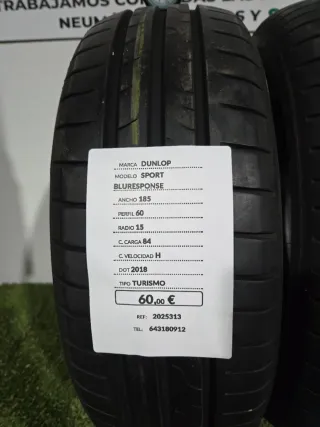 TRABAJAMOS CON
NEUM
Y
MARCA DUNLOP
MODELO SPORT
BLURESPONSE
ANCHO 185
PERFIL 60
RADIO 15
C. CARGA 84
C. VELOCIDAD H
DOT 2018
TIPO TURISMO
60,00 €
REF: 2025313
TEL. 643180912